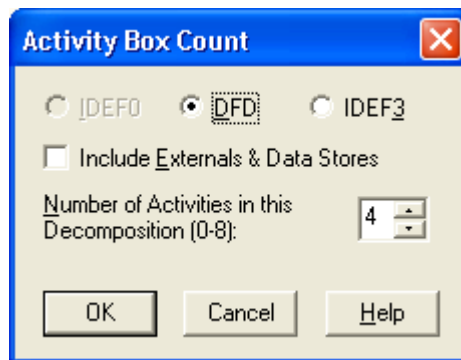 Activity Box Count
IDEF0 DFD IDEF3
Include Externals & Data Stores
Number of Activities in this
Decomposition (0-8):
4
OK Cancel Help